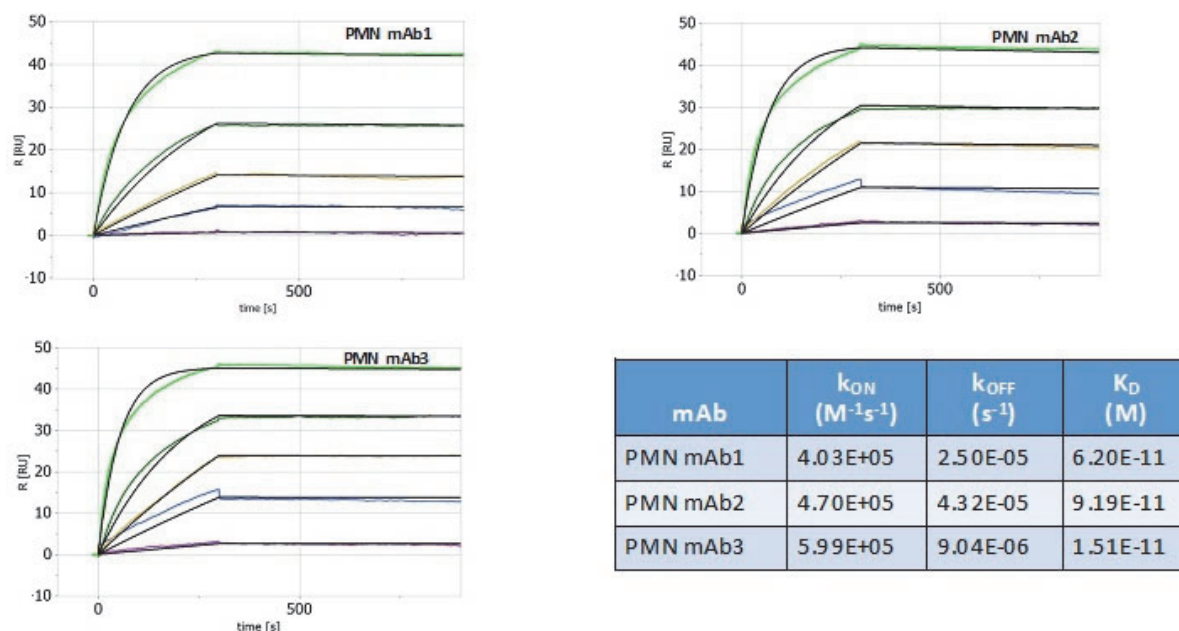 PMN mAb1
50
40
30
20
10
0
-10
R [RU]
0
500
time [s]
PMN mAb2
50
40
30
20
10
0
-10
R [RU]
0
500
time [s]
PMN mAb3
50
40
30
20
10
0
-10
R [RU]
0
500
time [s]
mAb kON (M-1s-1) kOFF (s-1) KD (M)
PMN mAb1 4.03E+05 2.50E-05 6.20E-11
PMN mAb2 4.70E+05 4.32E-05 9.19E-11
PMN mAb3 5.99E+05 9.04E-06 1.51E-11